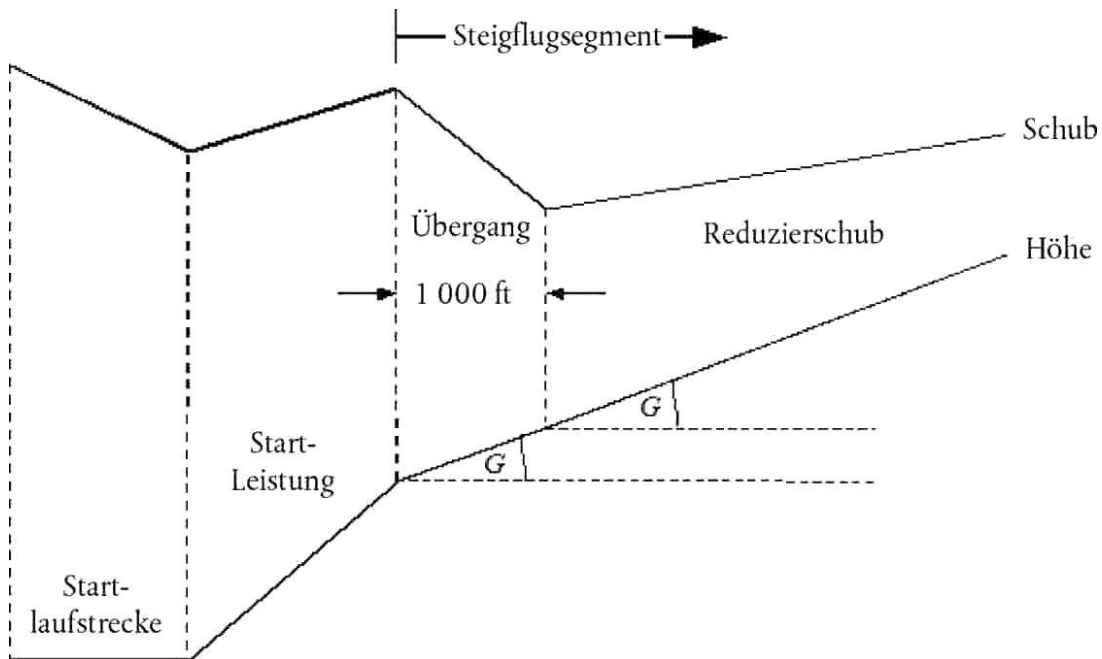 Steigflugsegment
Schub
Übergang
Reduzierschub
Höhe
1 000 ft
G
Start-
Leistung
G
Start-
laufstrecke